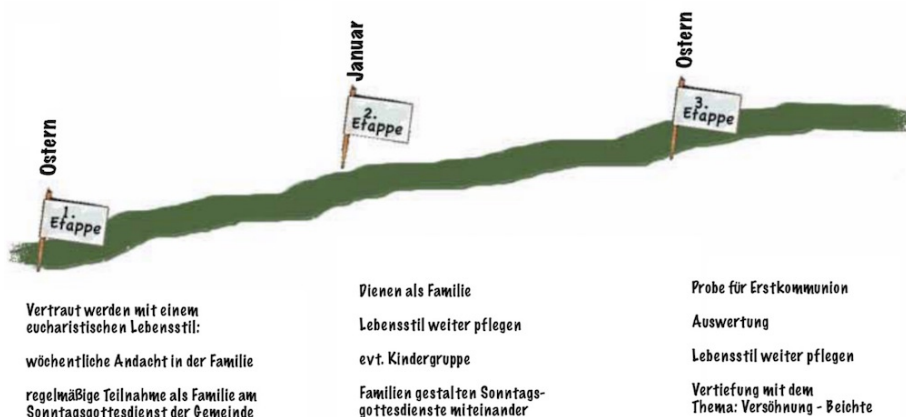 Ostern
1.
Etappe
Vertraut werden mit einem
eucharistischen Lebensstil:
wöchentliche Andacht in der Familie
regelmäßige Teilnahme als Familie am
Sonntagsgottesdienst der Gemeinde
Januar
2.
Etappe
Dienen als Familie
Lebensstil weiter pflegen
evt. Kindergruppe
Familien gestalten Sonntags-
gottesdienste miteinander
Ostern
3.
Etappe
Probe für Erstkommunion
Auswertung
Lebensstil weiter pflegen
Vertiefung mit dem
Thema: Versöhnung - Beichte